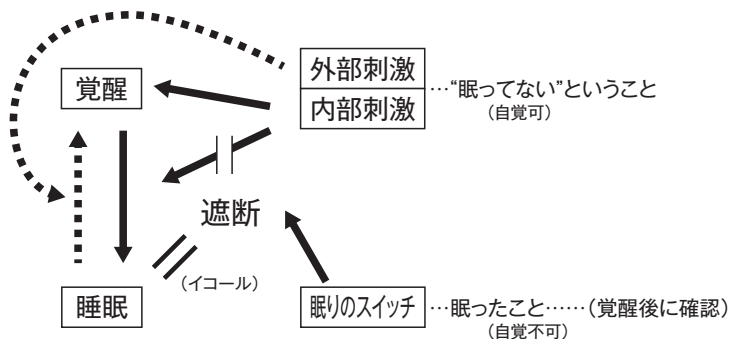 外部刺激
覚醒
…“眠ってない”ということ
内部刺激
(自覚可)
遮断
(イコール)
睡眠
眠りのスイッチ
…眠ったこと……(覚醒後に確認)
(自覚不可)